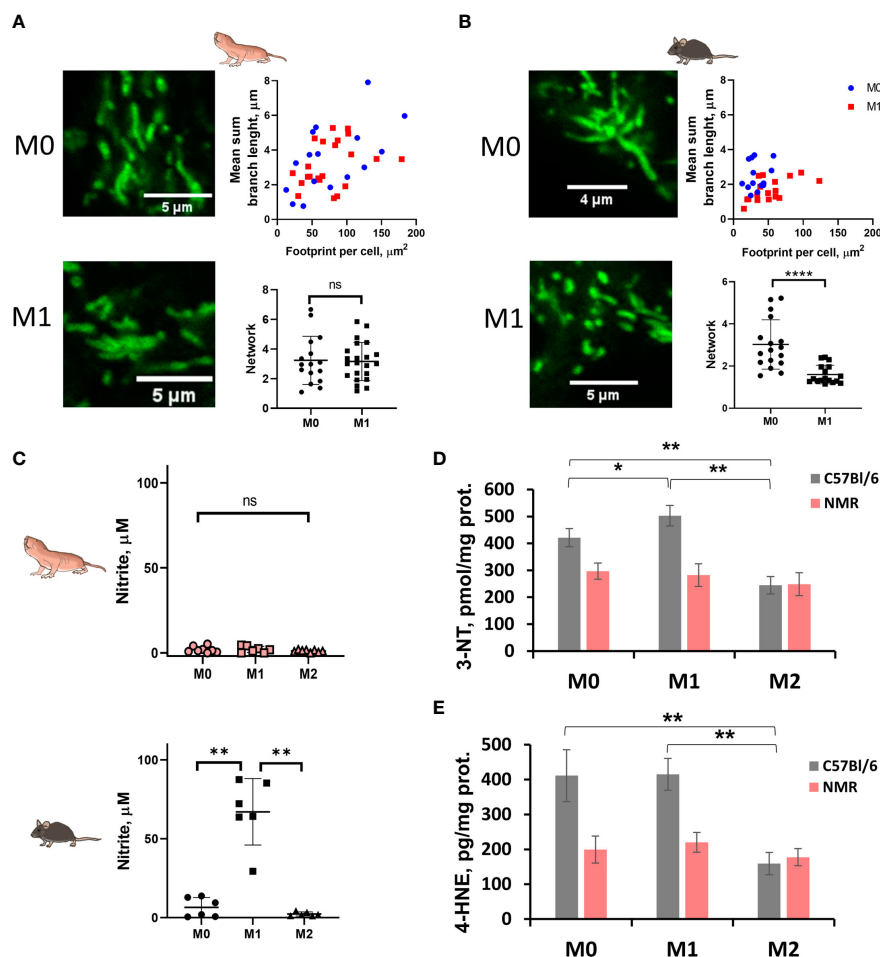 A
M0
5 µm
Mean sum
branch lenght, µm
8
6
4
2
0
0 50 100 150 200
Footprint per cell, µm²
M1
5 µm
Network
10
8
6
4
2
0
ns
M0 M1
B
M0
4 µm
Mean sum
branch lenght, µm
8
6
4
2
0
0 50 100 150 200
Footprint per cell, µm²
M0
M1
M1
5 µm
Network
6
4
2
0
****
M0 M1
C
Nitrite, µM
100
50
0
ns
M0 M1 M2
Nitrite, µM
100
50
0
** **
M0 M1 M2
D
3-NT, pmol/mg prot.
600
500
400
300
200
100
0
**
* **
C57Bl/6
NMR
M0 M1 M2
E
4-HNE, pg/mg prot.
500
400
300
200
100
0
**
**
C57Bl/6
NMR
M0 M1 M2